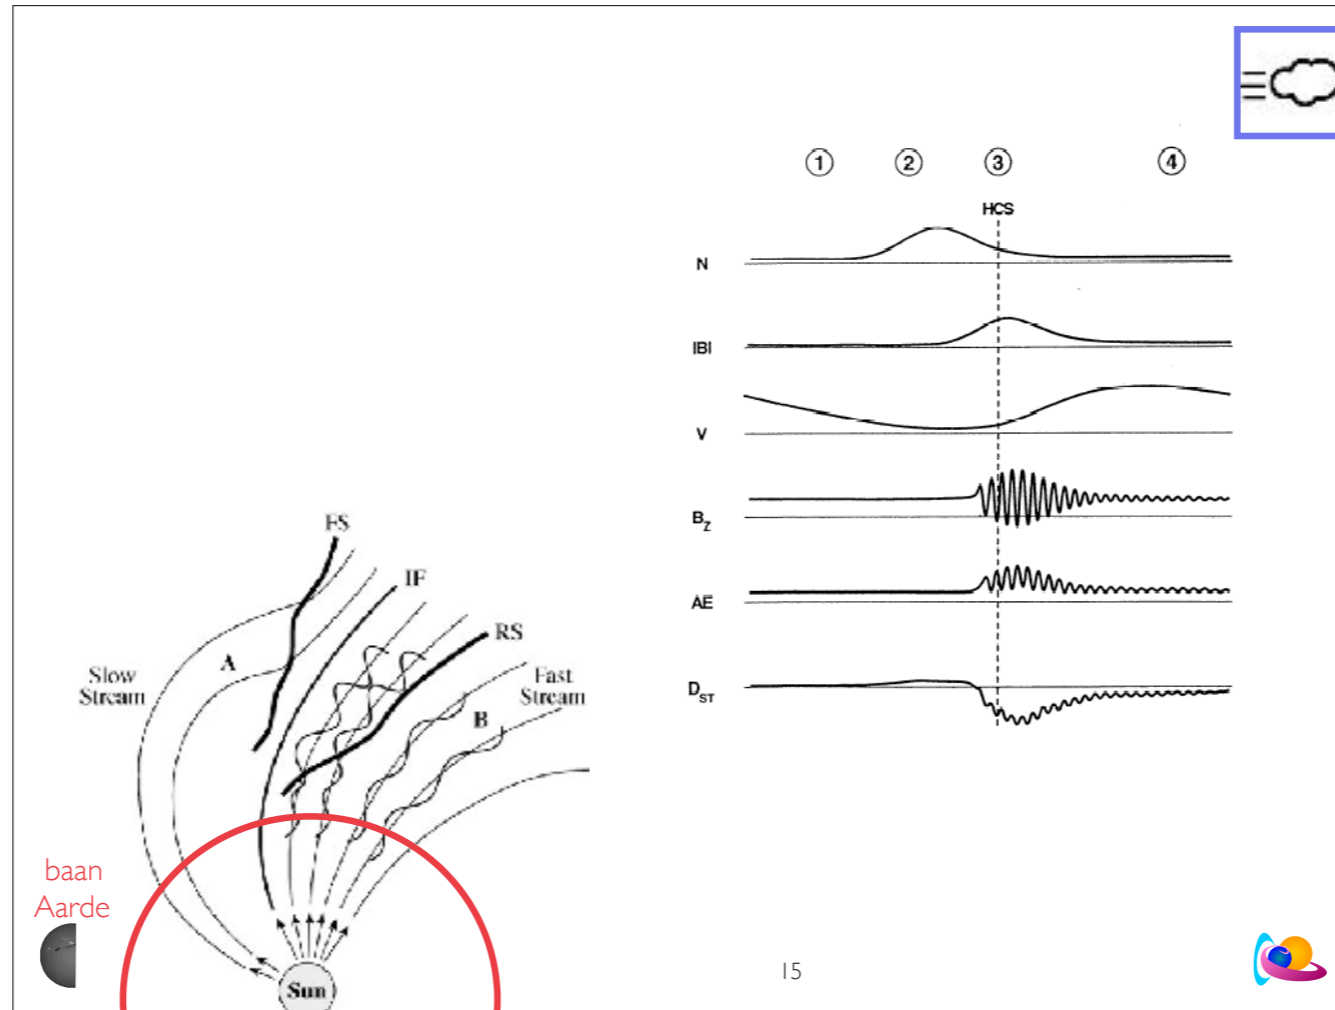 ① ② ③ ④
HCS
N
IBI
V
BZ
AE
DST
FS
IF
RS
A
Slow
Stream
Fast
Stream
B
baan
Aarde
Sun
15